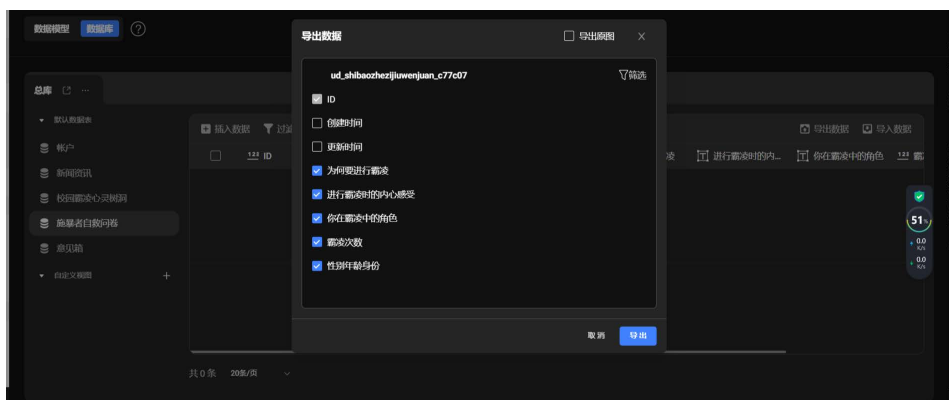 数据模型 数据库 ?
导出数据 导出原图
ud_shibaozhezijiuwenjuan_c77c07 筛选
ID
创建时间
更新时间
为何要进行霸凌
进行霸凌时的内心感受
你在霸凌中的角色
霸凌次数
性别年龄身份
取消 导出
总库 ...
默认数据表
帐户
新闻资讯
校园霸凌心灵树洞
施暴者自救问卷
意见箱
自定义视图 +
插入数据 过滤 导出数据 导入数据
123 ID 凌 进行霸凌时的内... 你在霸凌中的角色 123 霸
51%
0.0
K/s
0.0
K/s
共 0 条 20条/页